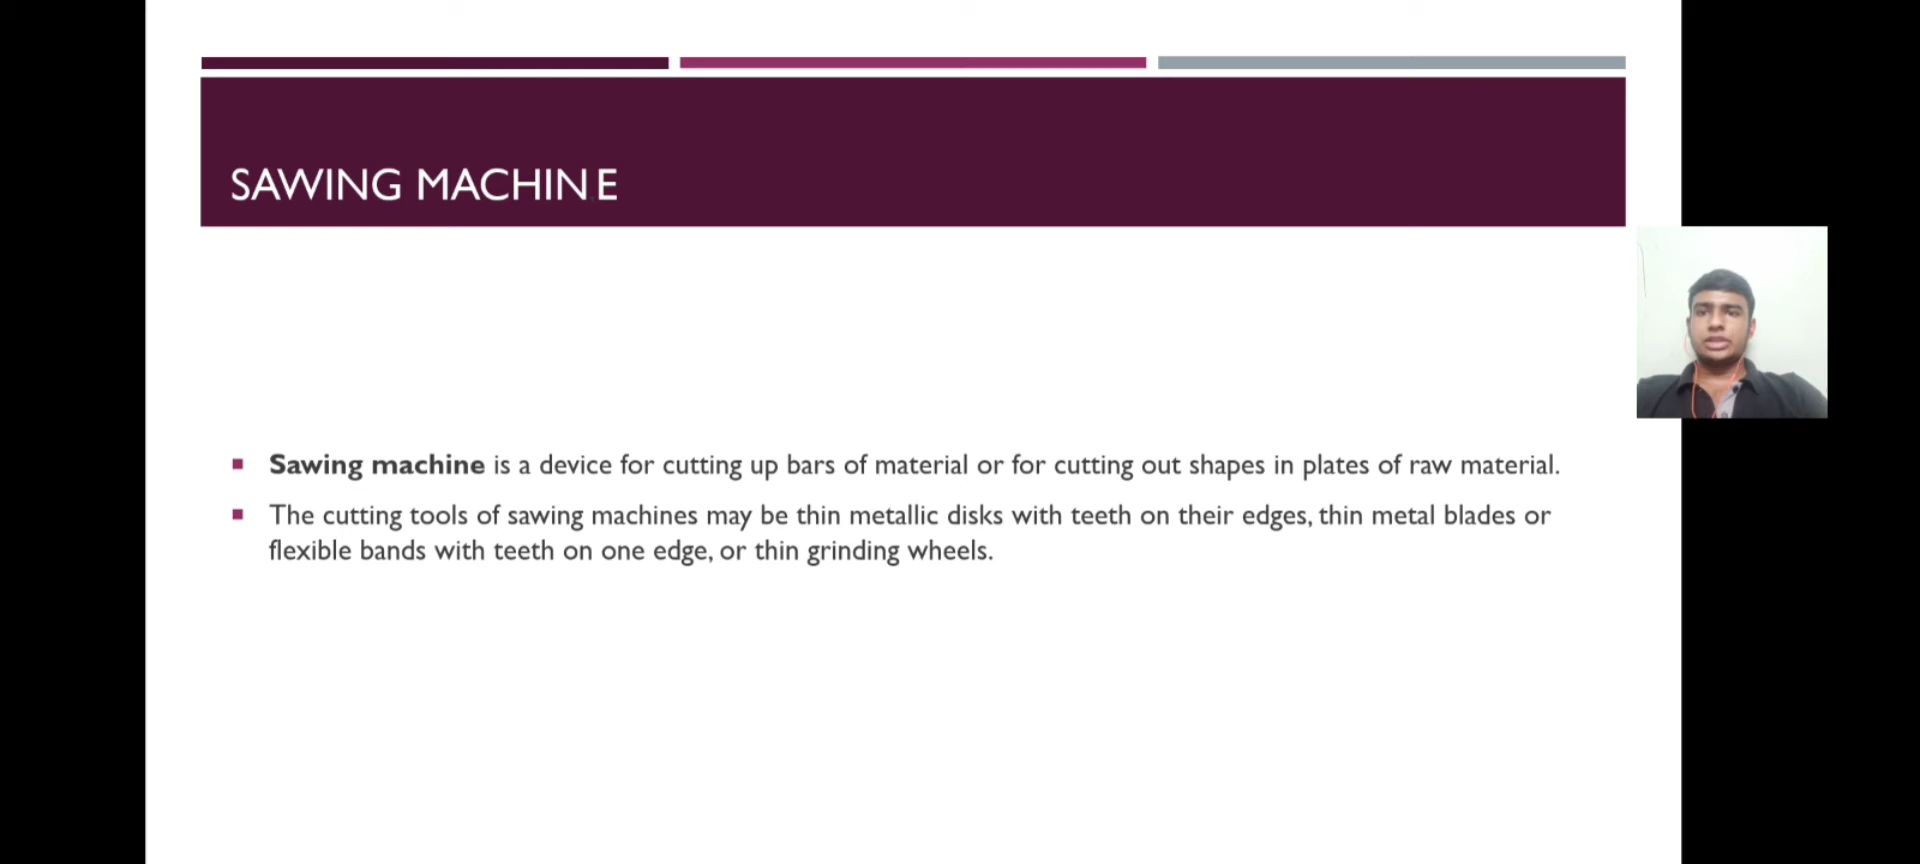 SAWING MACHINE
Sawing machine is a device for cutting up bars of material or for cutting out shapes in plates of raw material.
The cutting tools of sawing machines may be thin metallic disks with teeth on their edges, thin metal blades or
flexible bands with teeth on one edge, or thin grinding wheels.